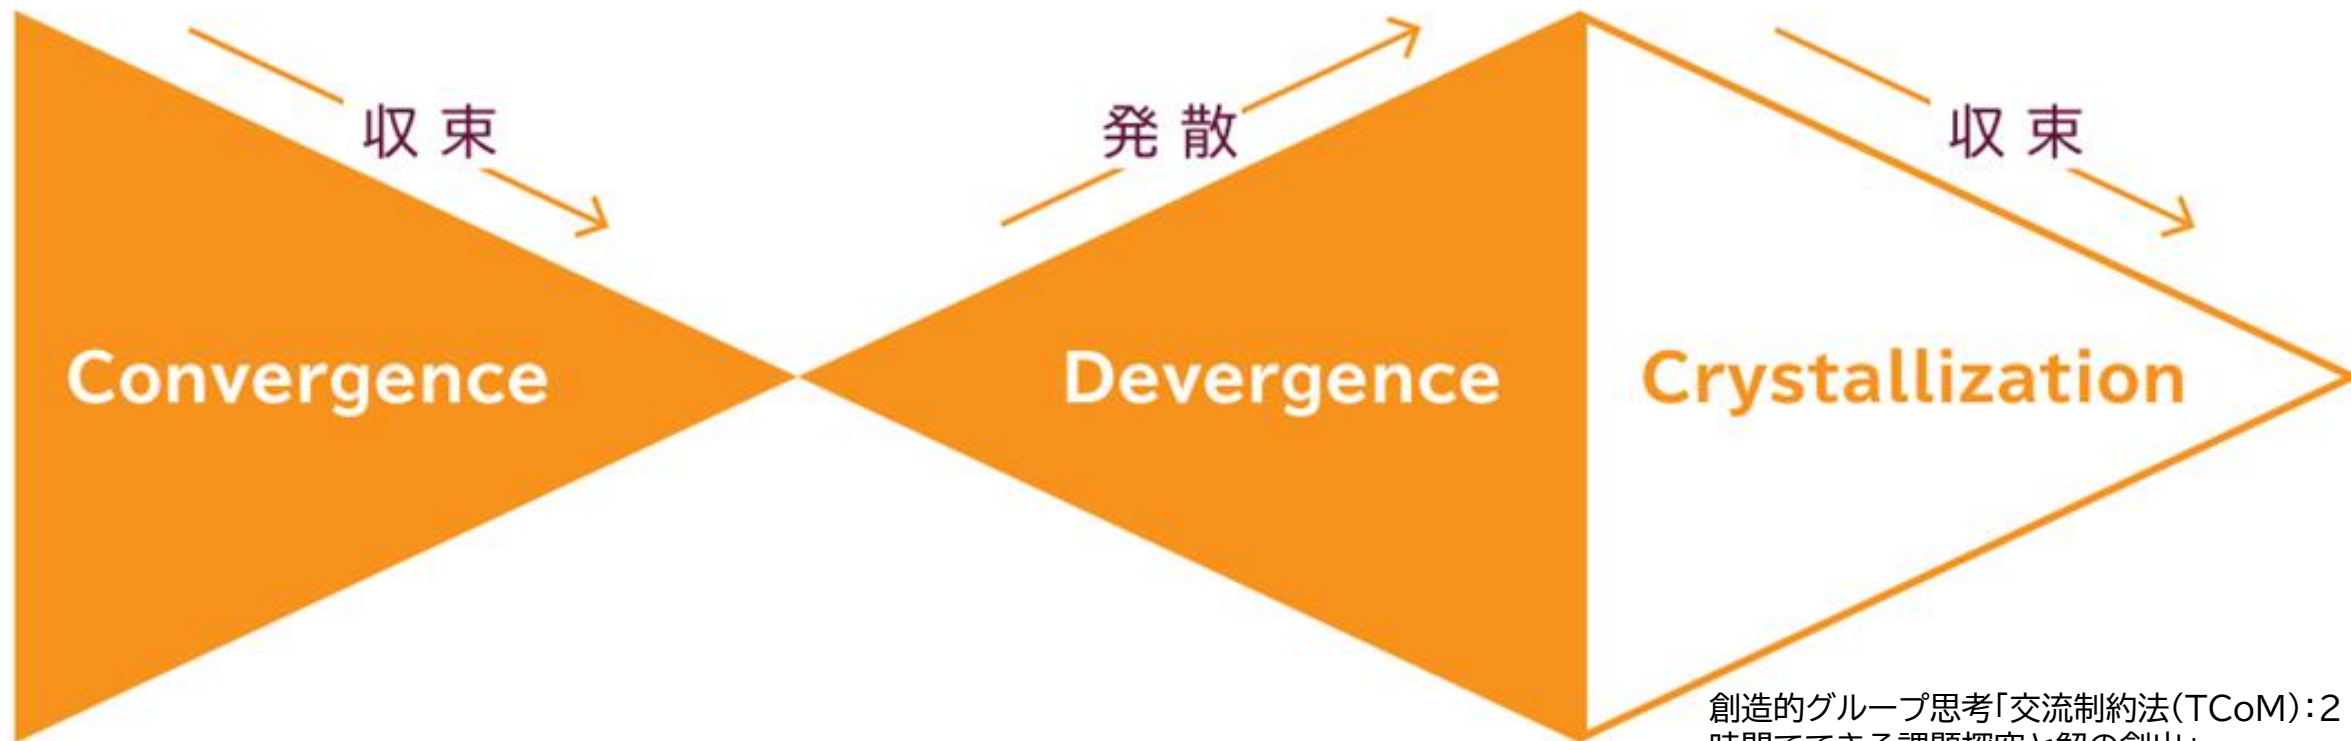 収束
発散
収束
Convergence
Devergence
Crystallization
創造的グループ思考「交流制約法（TCoM）：2